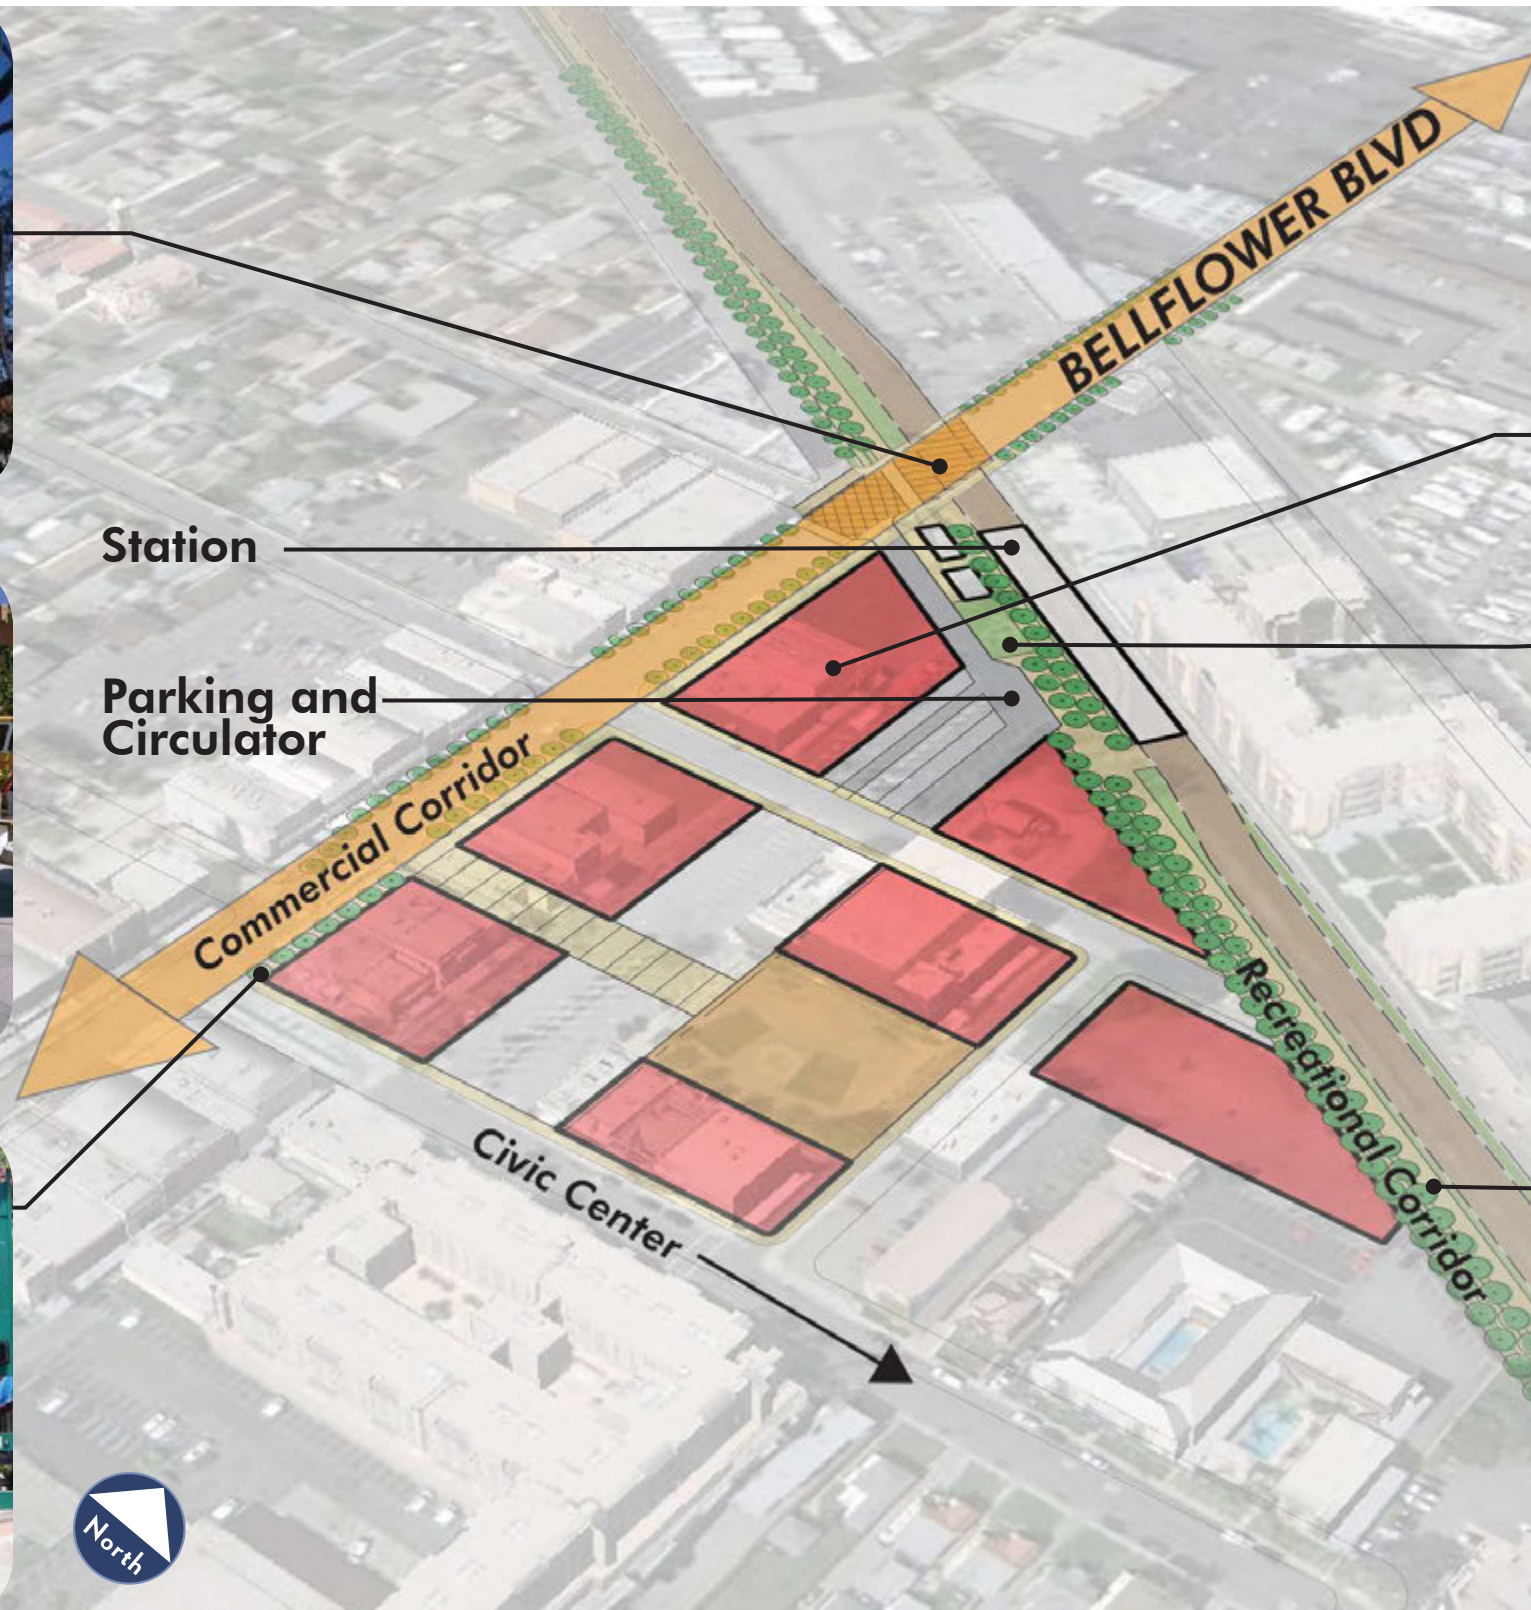 BELLFLOWER BLVD
Station
Parking and
Circulator
Commercial Corridor
Recreational Corridor
Civic Center
North